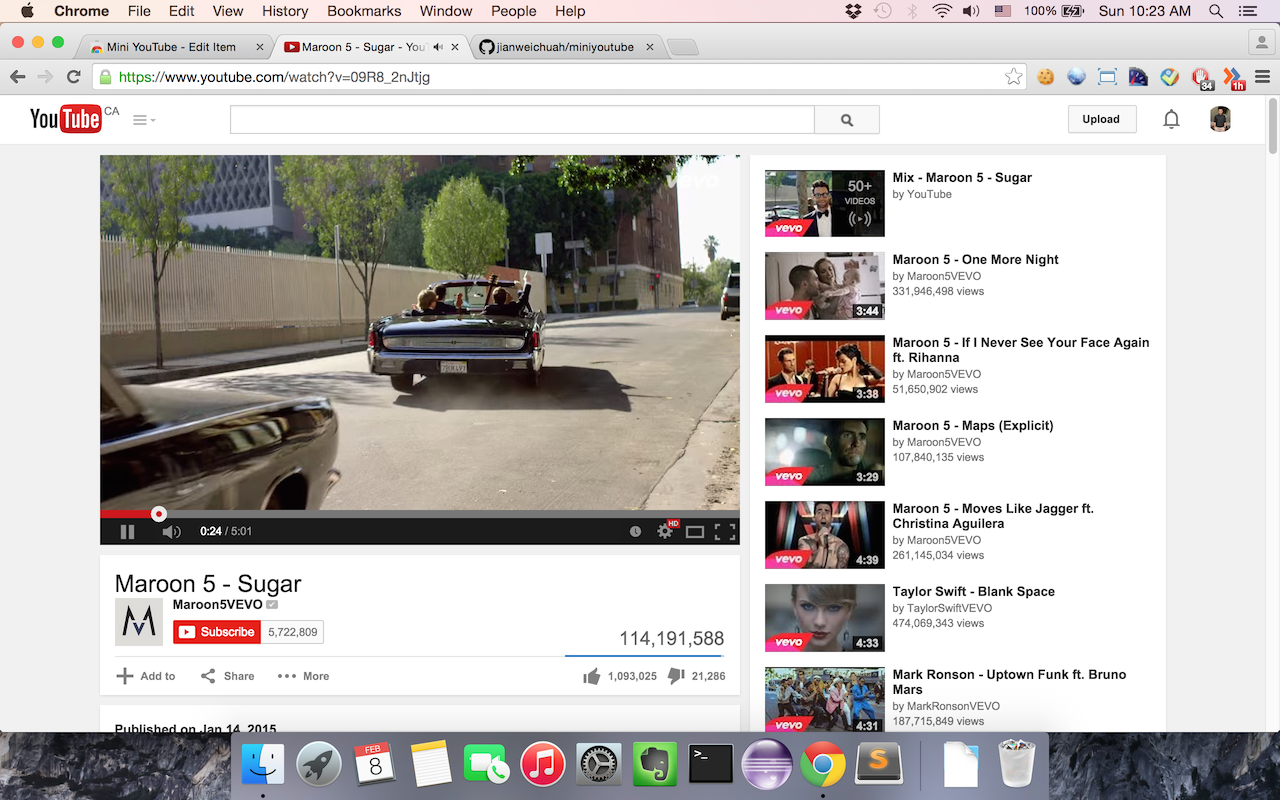 Chrome File Edit View History Bookmarks Window People Help 100% Sun 10:23 AM
Mini YouTube - Edit Item
Maroon 5 - Sugar - You
jianweichuah/miniyoutube
https://www.youtube.com/watch?v=09R8_2nJtjg
34
1h
YouTube CA
Upload
vevo
0:24 / 5:01
HD
Maroon 5 - Sugar
Maroon5VEVO
Subscribe 5,722,809
114,191,588
Add to Share More 1,093,025 21,286
Published on Jan 14, 2015
50+
VIDEOS
vevo
Mix - Maroon 5 - Sugar
by YouTube
vevo
3:44
Maroon 5 - One More Night
by Maroon5VEVO
331,946,498 views
vevo
3:38
Maroon 5 - If I Never See Your Face Again
ft. Rihanna
by Maroon5VEVO
51,650,902 views
vevo
3:29
Maroon 5 - Maps (Explicit)
by Maroon5VEVO
107,840,135 views
vevo
4:39
Maroon 5 - Moves Like Jagger ft.
Christina Aguilera
by Maroon5VEVO
261,145,034 views
vevo
4:33
Taylor Swift - Blank Space
by TaylorSwiftVEVO
474,069,343 views
vevo
4:31
Mark Ronson - Uptown Funk ft. Bruno
Mars
by MarkRonsonVEVO
187,715,849 views
FEB
8
>_
S